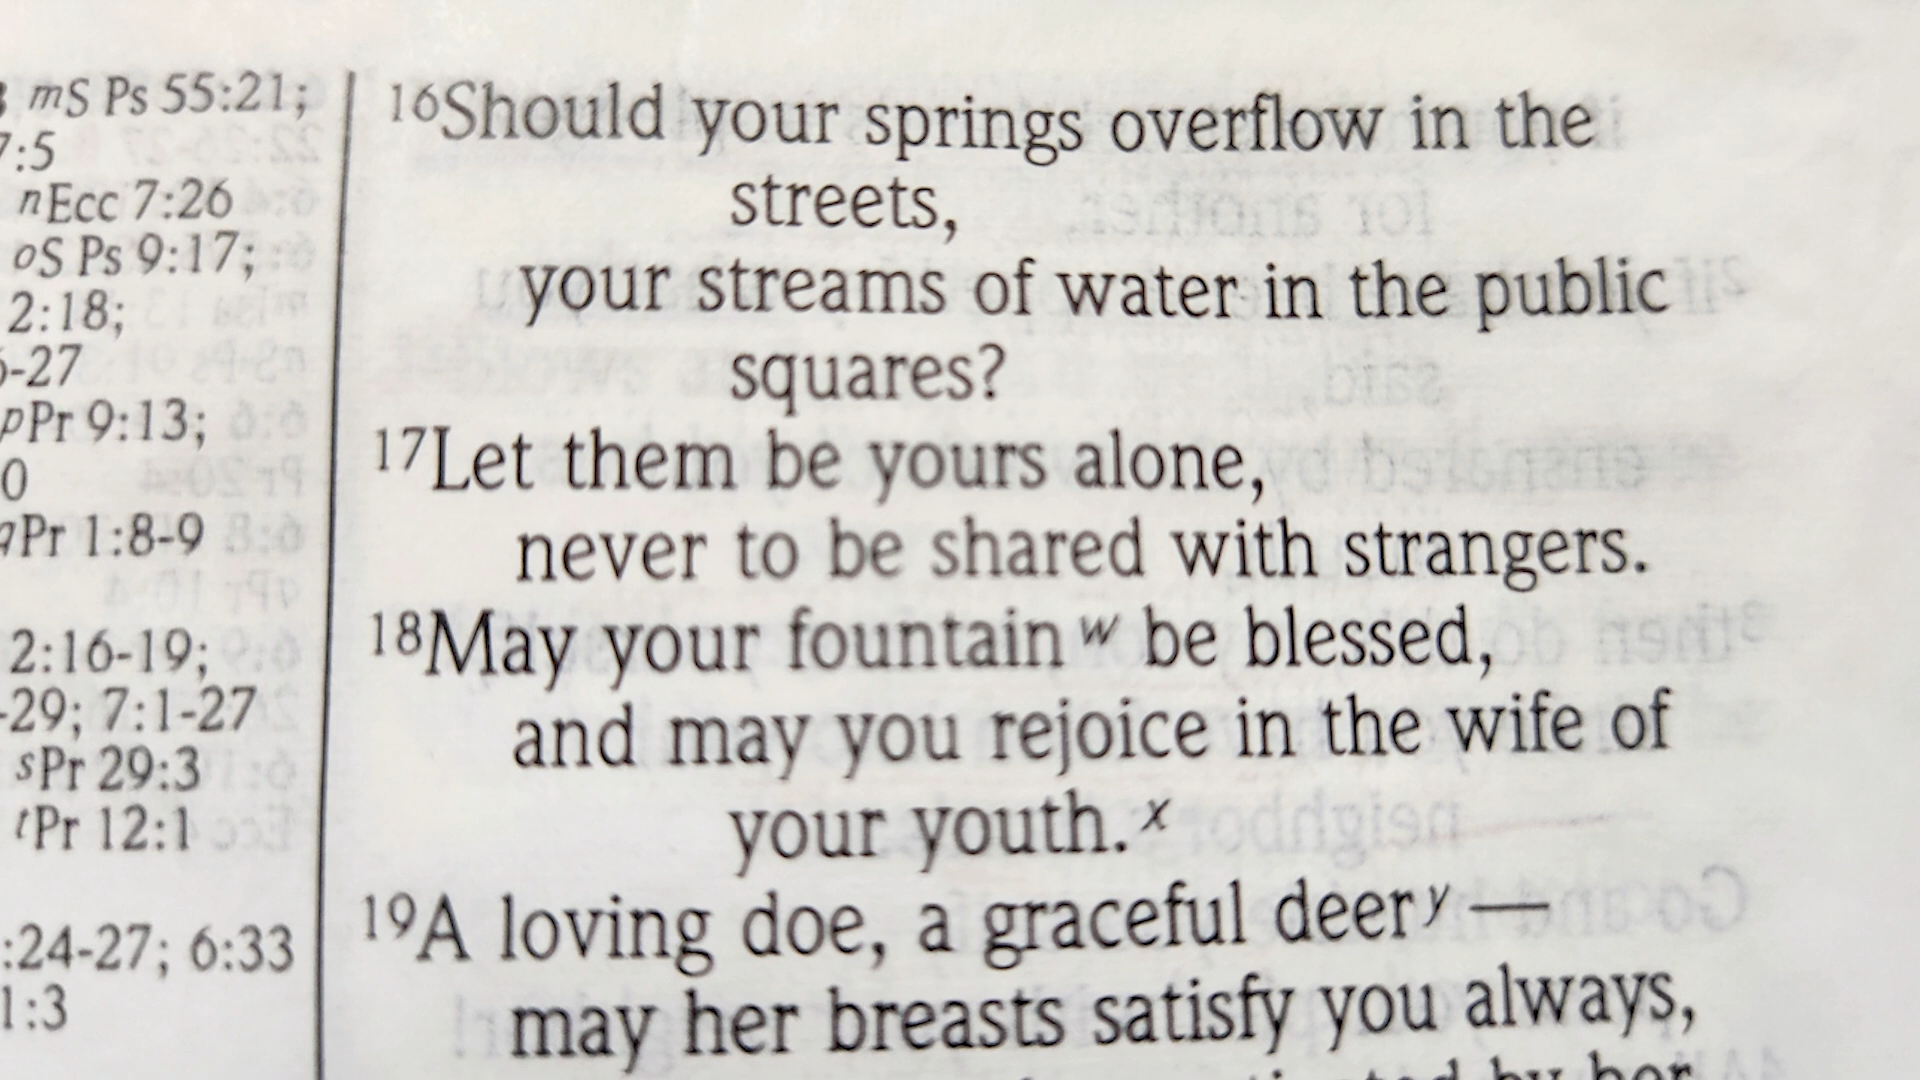 mS Ps 55:21;
7:5
nEcc 7:26
oS Ps 9:17;
2:18;
-27
pPr 9:13;
0
qPr 1:8-9
2:16-19;
-29; 7:1-27
sPr 29:3
tPr 12:1
:24-27; 6:33
1:3
16Should your springs overflow in the
streets,
your streams of water in the public
squares?
17Let them be yours alone,
never to be shared with strangers.
18May your fountain w be blessed,
and may you rejoice in the wife of
your youth. x
19A loving doe, a graceful deer y —
may her breasts satisfy you always,
by her